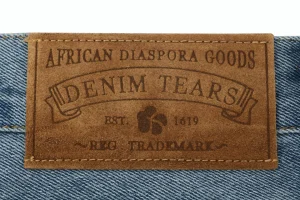 AFRICAN DIASPORA GOODS
DENIM TEARS
EST. 1619
~ REG TRADEMARK ~